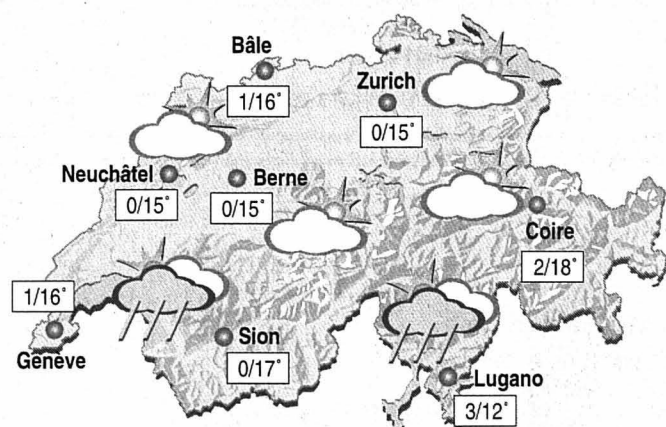 Bâle
1/16°
Zurich
0/15°
Neuchâtel
0/15°
Berne
0/15°
Coire
2/18°
1/16°
Genève
Sion
0/17°
Lugano
3/12°